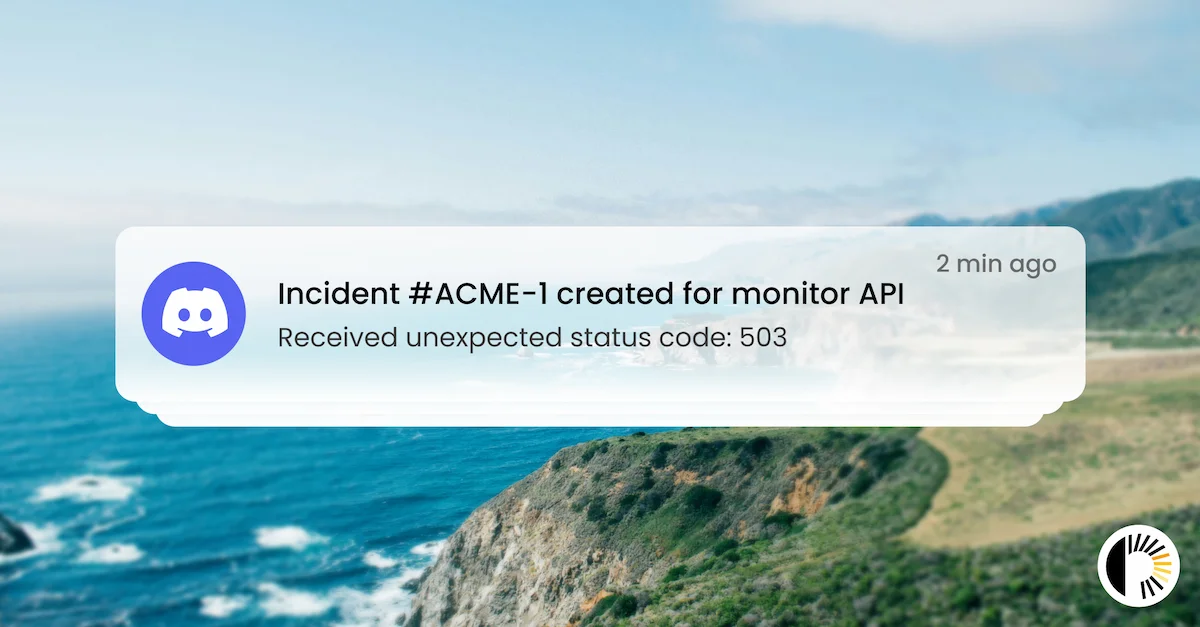 2 min ago
Incident #ACME-1 created for monitor API
Received unexpected status code: 503